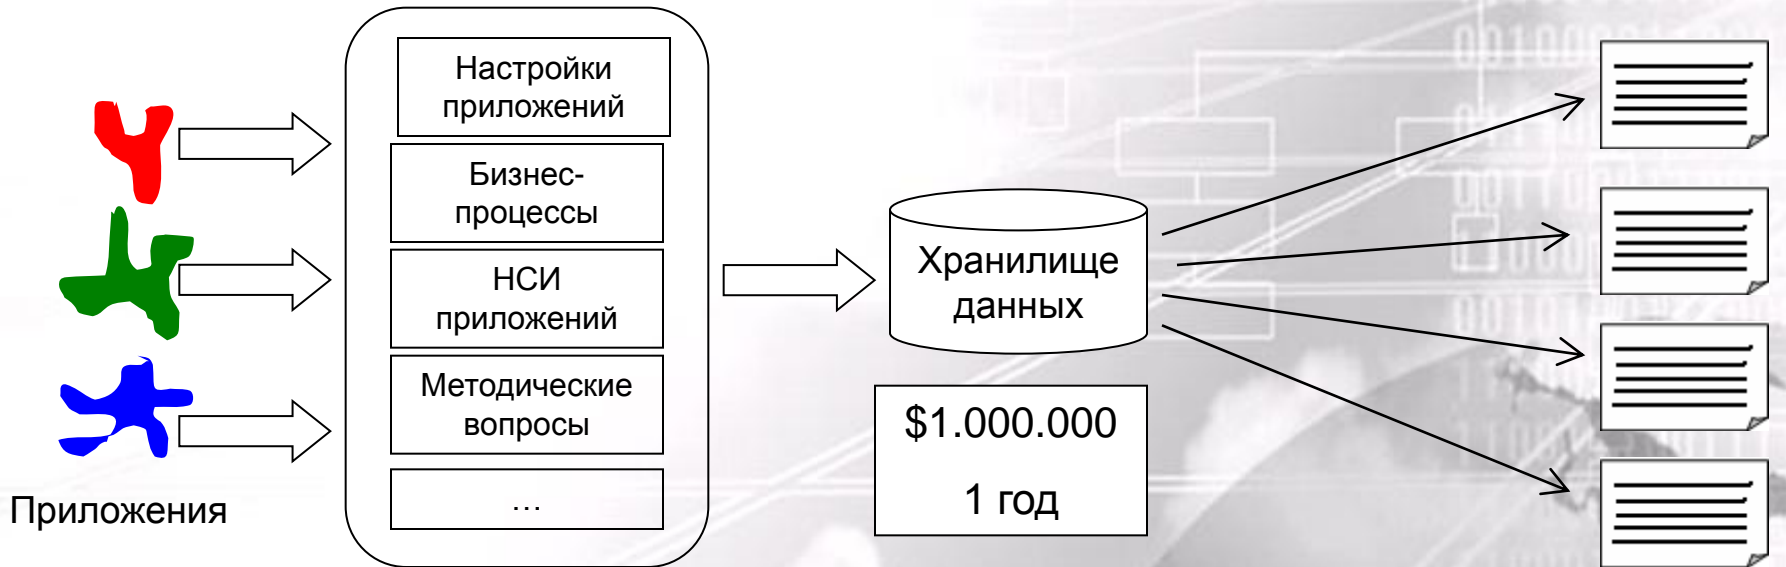 Настройки
приложений
Бизнес-
процессы
НСИ
приложений
Методические
вопросы
…
Приложения
Хранилище
данных
$1.000.000
1 год